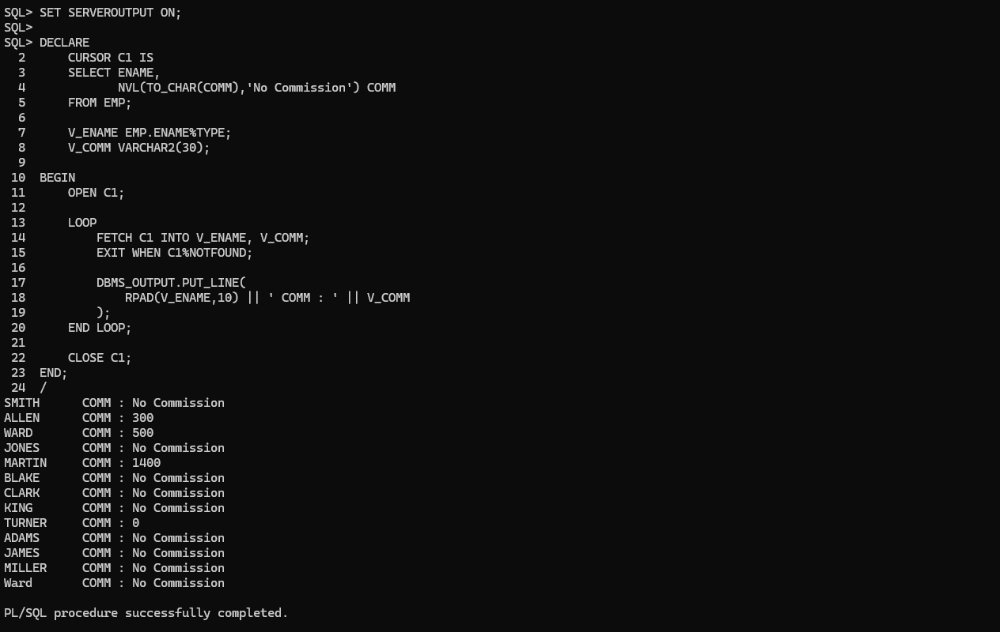 SQL> SET SERVEROUTPUT ON;
SQL>
SQL> DECLARE
  2      CURSOR C1 IS
  3      SELECT ENAME,
  4             NVL(TO_CHAR(COMM),'No Commission') COMM
  5      FROM EMP;
  6
  7      V_ENAME EMP.ENAME%TYPE;
  8      V_COMM VARCHAR2(30);
  9
 10  BEGIN
 11      OPEN C1;
 12
 13      LOOP
 14          FETCH C1 INTO V_ENAME, V_COMM;
 15          EXIT WHEN C1%NOTFOUND;
 16
 17          DBMS_OUTPUT.PUT_LINE(
 18              RPAD(V_ENAME,10) || ' COMM : ' || V_COMM
 19          );
 20      END LOOP;
 21
 22      CLOSE C1;
 23  END;
 24  /
SMITH      COMM : No Commission
ALLEN      COMM : 300
WARD       COMM : 500
JONES      COMM : No Commission
MARTIN     COMM : 1400
BLAKE      COMM : No Commission
CLARK      COMM : No Commission
KING       COMM : No Commission
TURNER     COMM : 0
ADAMS      COMM : No Commission
JAMES      COMM : No Commission
MILLER     COMM : No Commission
Ward       COMM : No Commission

PL/SQL procedure successfully completed.